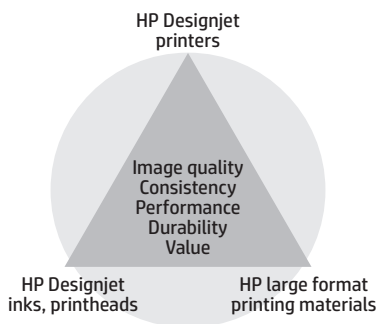 HP Designjet
printers
Image quality
Consistency
Performance
Durability
Value
HP Designjet
inks, printheads
HP large format
printing materials